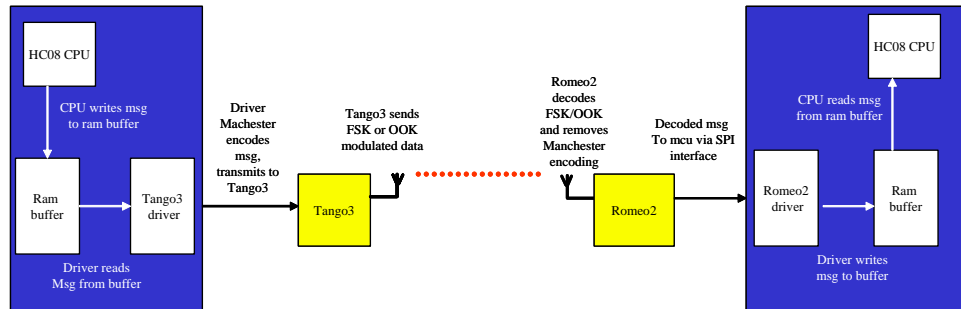 HC08 CPU
CPU writes msg
to ram buffer
Ram
buffer
Tango3
driver
Driver reads
Msg from buffer
Driver
Machester
encodes
msg,
transmits to
Tango3
Tango3 sends
FSK or OOK
modulated data
Tango3
Romeo2
decodes
FSK/OOK
and removes
Manchester
encoding
Romeo2
Decoded msg
To mcu via SPI
interface
HC08 CPU
CPU reads msg
from ram buffer
Romeo2
driver
Ram
buffer
Driver writes
msg to buffer